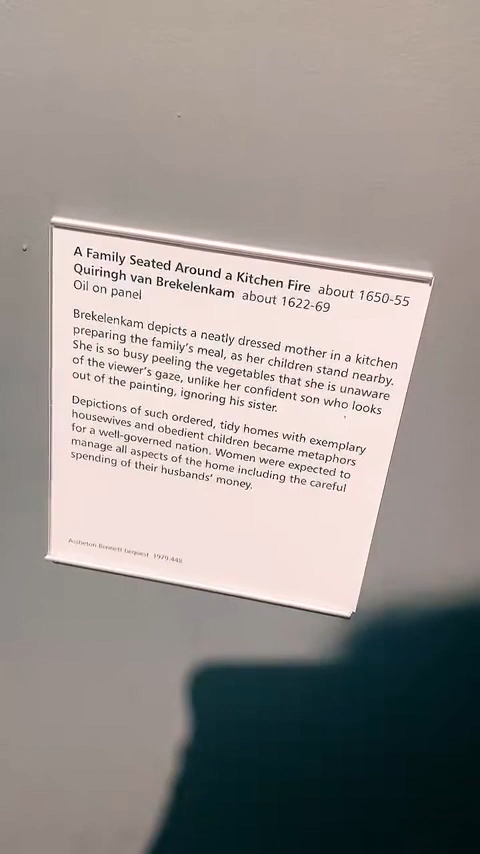 A Family Seated Around a Kitchen Fire about 1650-55
Quiringh van Brekelenkam about 1622-69
Oil on panel
Brekelenkam depicts a neatly dressed mother in a kitchen
preparing the family's meal, as her children stand nearby.
She is so busy peeling the vegetables that she is unaware
of the viewer's gaze, unlike her confident son who looks
out of the painting, ignoring his sister.
Depictions of such ordered, tidy homes with exemplary
housewives and obedient children became metaphors
for a well-governed nation. Women were expected to
manage all aspects of the home including the careful
spending of their husbands' money.
Assheton Bennett bequest 1979.448